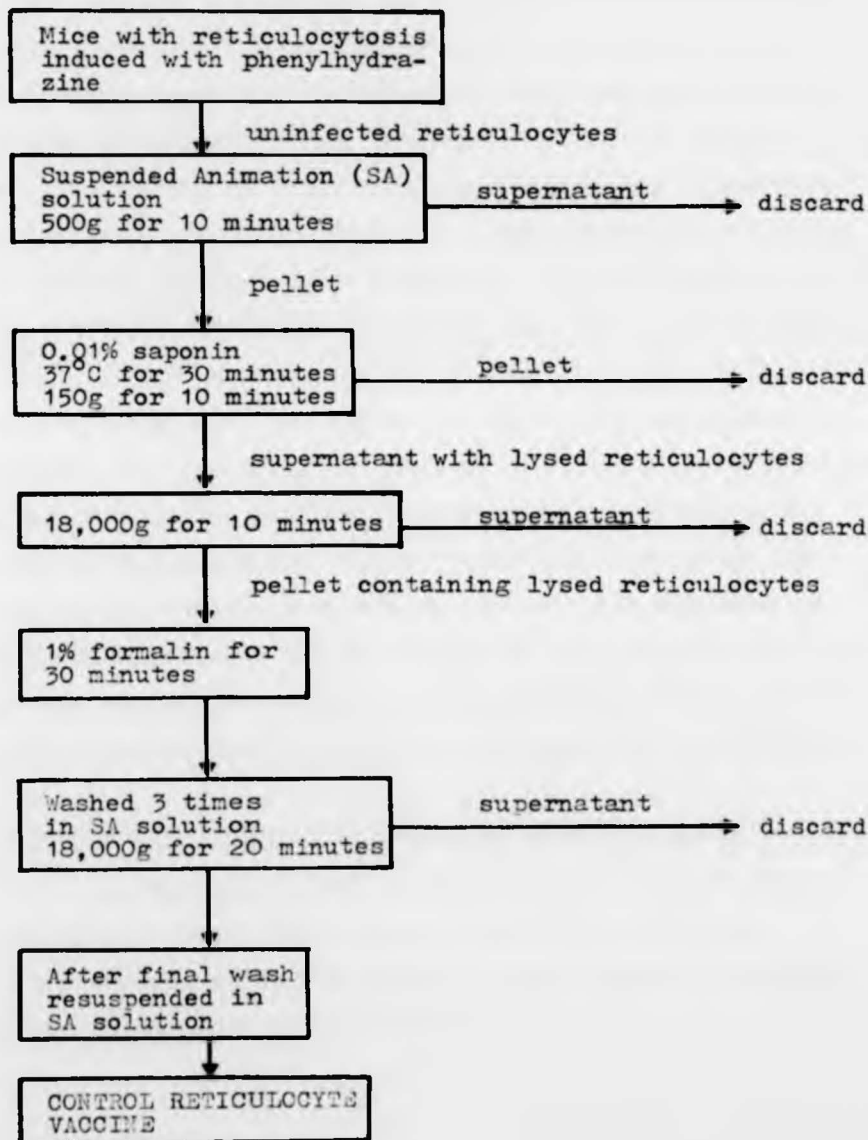 Mice with reticulocytosis
induced with phenylhydra-
zine
uninfected reticulocytes
Suspended Animation (SA)
solution
500g for 10 minutes
supernatant
discard
pellet
0.01% saponin
37°C for 30 minutes
150g for 10 minutes
pellet
discard
supernatant with lysed reticulocytes
18,000g for 10 minutes
supernatant
discard
pellet containing lysed reticulocytes
1% formalin for
30 minutes
Washed 3 times
in SA solution
18,000g for 20 minutes
supernatant
discard
After final wash
resuspended in
SA solution
CONTROL RETICULOCYTE
VACCINE